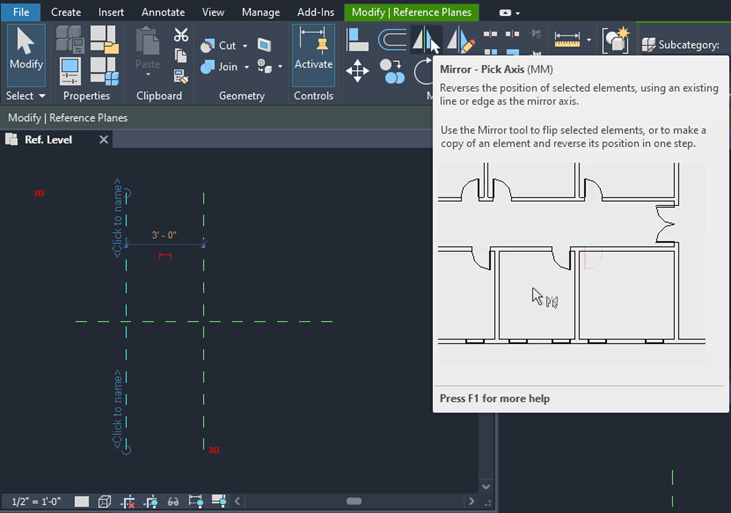 File Create Insert Annotate View Manage Add-Ins Modify | Reference Planes
Modify Paste Cut Join Activate Subcategory:
Select Properties Clipboard Geometry Controls M
Modify | Reference Planes
Ref. Level
Mirror - Pick Axis (MM)
Reverses the position of selected elements, using an existing
line or edge as the mirror axis.
Use the Mirror tool to flip selected elements, or to make a
copy of an element and reverse its position in one step.
Press F1 for more help
3D
<Click to name>
3' - 0"
<Click to name>
3D
1/2" = 1'-0"